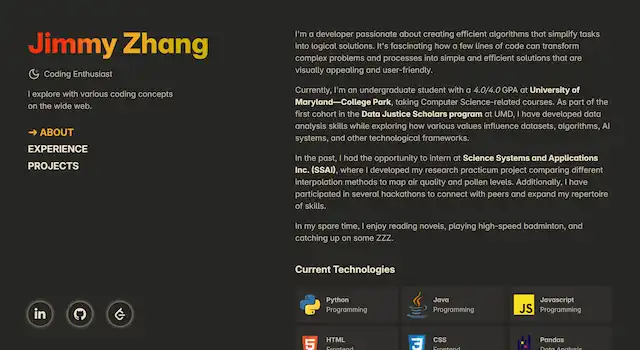 Jimmy Zhang
Coding Enthusiast
I explore with various coding concepts
on the wide web.
→ ABOUT
EXPERIENCE
PROJECTS
I'm a developer passionate about creating efficient algorithms that simplify tasks
into logical solutions. It's fascinating how a few lines of code can transform
complex problems and processes into simple and efficient solutions that are
visually appealing and user-friendly.
Currently, I'm an undergraduate student with a 4.0/4.0 GPA at University of
Maryland—College Park, taking Computer Science-related courses. As part of the
first cohort in the Data Justice Scholars program at UMD, I have developed data
analysis skills while exploring how various values influence datasets, algorithms, AI
systems, and other technological frameworks.
In the past, I had the opportunity to intern at Science Systems and Applications
Inc. (SSAI), where I developed my research practicum project comparing different
interpolation methods to map air quality and pollen levels. Additionally, I have
participated in several hackathons to connect with peers and expand my repertoire
of skills.
In my spare time, I enjoy reading novels, playing high-speed badminton, and
catching up on some ZZZ.
Current Technologies
Python
Programming
Java
Programming
JS
Javascript
Programming
HTML
Frontend
CSS
Frontend
Pandas
Data Analysis
in